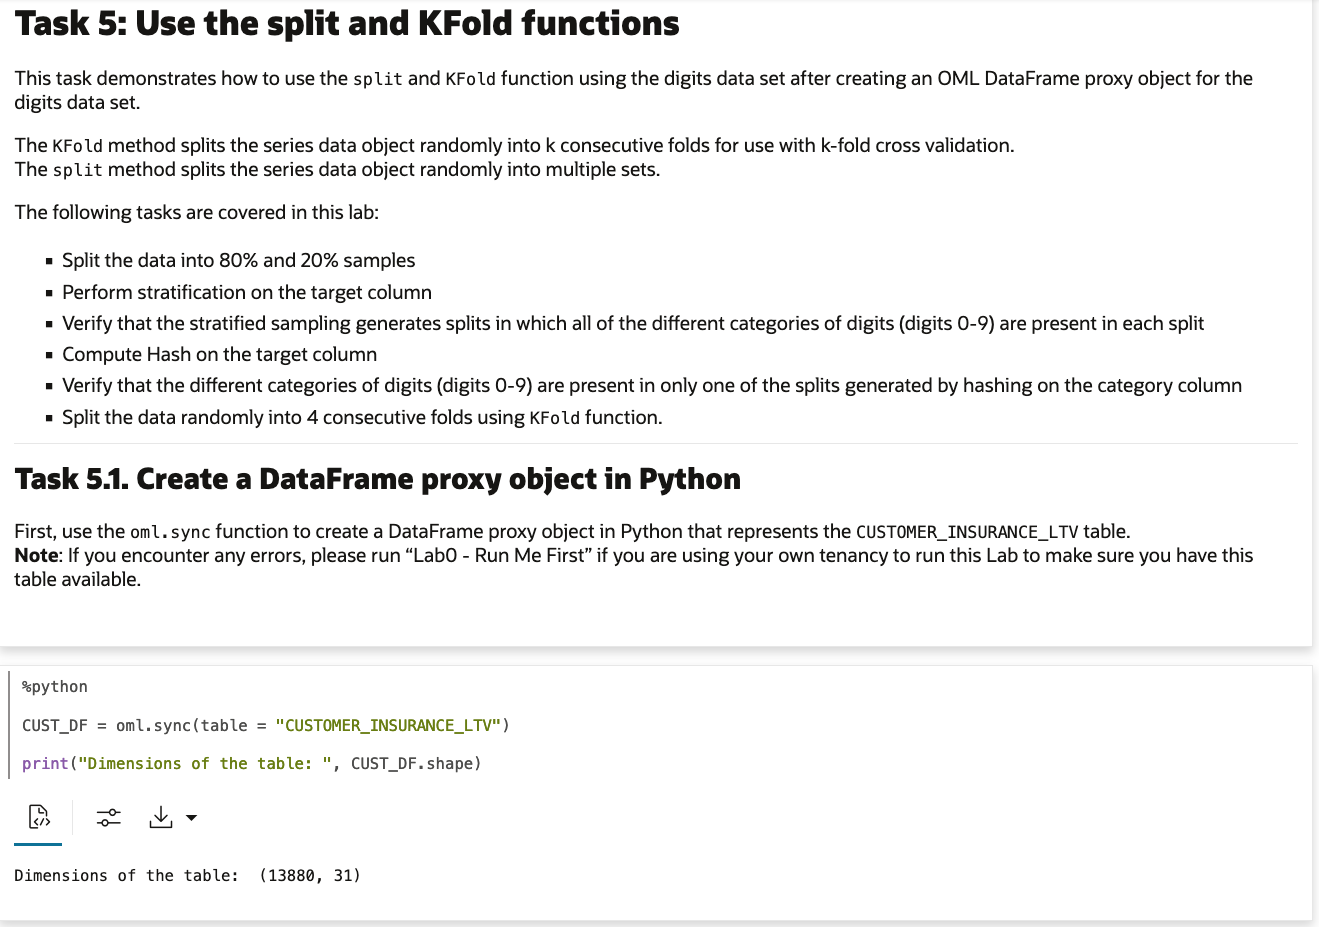 Task 5: Use the split and KFold functions
This task demonstrates how to use the split and KFold function using the digits data set after creating an OML DataFrame proxy object for the
digits data set.
The KFold method splits the series data object randomly into k consecutive folds for use with k-fold cross validation.
The split method splits the series data object randomly into multiple sets.
The following tasks are covered in this lab:
▪ Split the data into 80% and 20% samples
▪ Perform stratification on the target column
▪ Verify that the stratified sampling generates splits in which all of the different categories of digits (digits 0-9) are present in each split
▪ Compute Hash on the target column
▪ Verify that the different categories of digits (digits 0-9) are present in only one of the splits generated by hashing on the category column
▪ Split the data randomly into 4 consecutive folds using KFold function.
Task 5.1. Create a DataFrame proxy object in Python
First, use the oml.sync function to create a DataFrame proxy object in Python that represents the CUSTOMER_INSURANCE_LTV table.
Note: If you encounter any errors, please run “Lab0 - Run Me First” if you are using your own tenancy to run this Lab to make sure you have this
table available.
%python
CUST_DF = oml.sync(table = "CUSTOMER_INSURANCE_LTV")
print("Dimensions of the table: ", CUST_DF.shape)
Dimensions of the table:  (13880, 31)